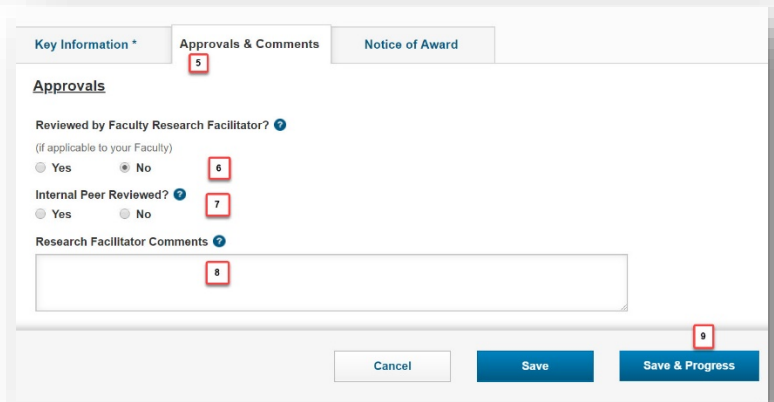 Key Information * Approvals & Comments Notice of Award
5
Approvals
Reviewed by Faculty Research Facilitator? ?
(if applicable to your Faculty)
Yes No 6
Internal Peer Reviewed? ?
7
Yes No
Research Facilitator Comments ?
8
9
Cancel Save Save & Progress